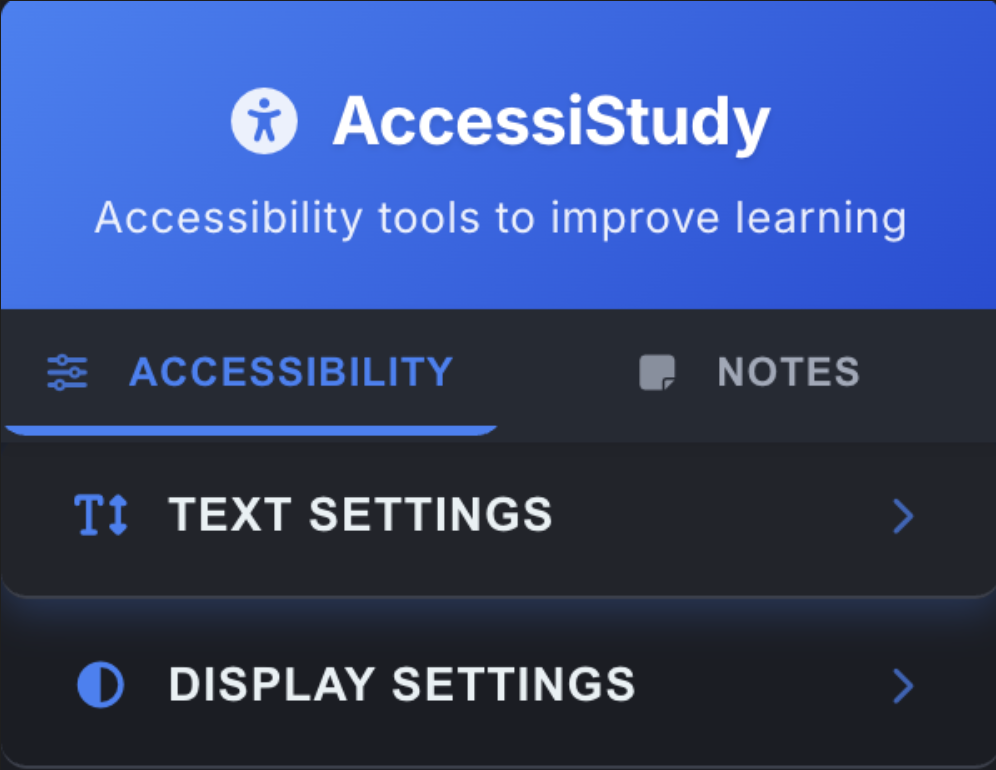 AccessiStudy
Accessibility tools to improve learning
ACCESSIBILITY
NOTES
TEXT SETTINGS
DISPLAY SETTINGS